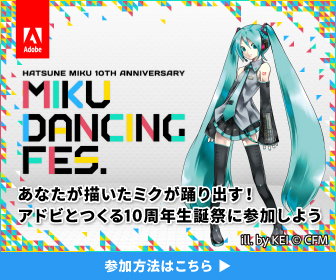 Adobe
HATSUNE MIKU 10TH ANNIVERSARY
MIKU
DANCING
FES.
あなたが描いたミクが踊り出す!
アドビとつくる10周年生誕祭に参加しよう
ill. by KEI © CFM
参加方法はこちら ▶